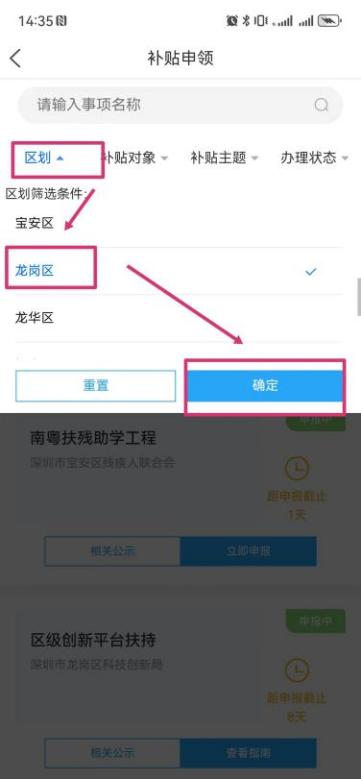 14:35
补贴申领
请输入事项名称
区划 补贴对象 补贴主题 办理状态
区划筛选条件:
宝安区
龙岗区
龙华区
重置 确定
申报中
南粤扶残助学工程
深圳市宝安区残疾人联合会
距申报截止
1天
相关公示 立即申报
申报中
区级创新平台扶持
深圳市龙岗区科技创新局
距申报截止
8天
相关公示 查看指南